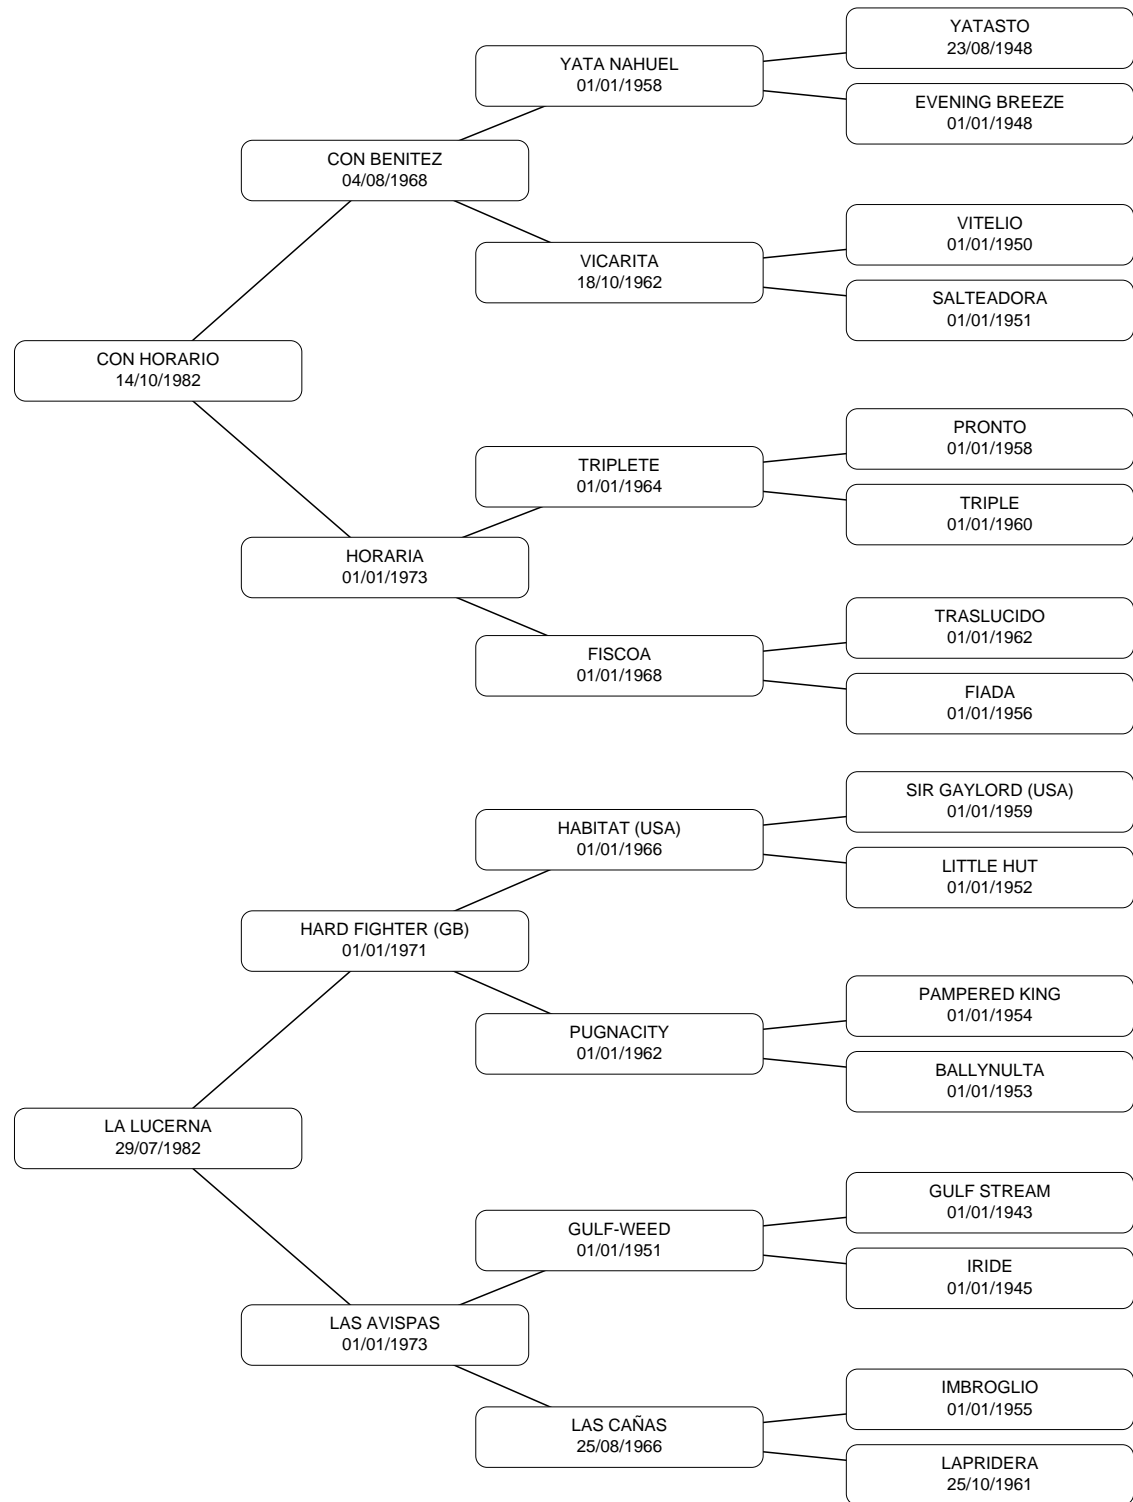 YATASTO
23/08/1948
YATA NAHUEL
01/01/1958
EVENING BREEZE
01/01/1948
CON BENITEZ
04/08/1968
VITELIO
01/01/1950
VICARITA
18/10/1962
SALTEADORA
01/01/1951
CON HORARIO
14/10/1982
PRONTO
01/01/1958
TRIPLETE
01/01/1964
TRIPLE
01/01/1960
HORARIA
01/01/1973
TRASLUCIDO
01/01/1962
FISCOA
01/01/1968
FIADA
01/01/1956
SIR GAYLORD (USA)
01/01/1959
HABITAT (USA)
01/01/1966
LITTLE HUT
01/01/1952
HARD FIGHTER (GB)
01/01/1971
PAMPERED KING
01/01/1954
PUGNACITY
01/01/1962
BALLYNULTA
01/01/1953
LA LUCERNA
29/07/1982
GULF STREAM
01/01/1943
GULF-WEED
01/01/1951
IRIDE
01/01/1945
LAS AVISPAS
01/01/1973
IMBROGLIO
01/01/1955
LAS CAÑAS
25/08/1966
LAPRIDERA
25/10/1961